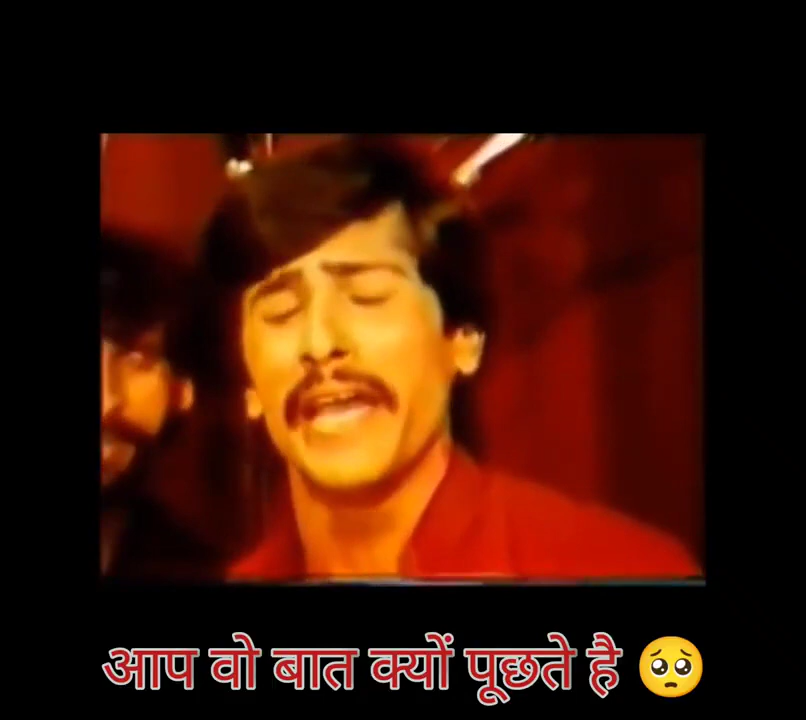 आप वो बात क्यों पूछते है 🥺